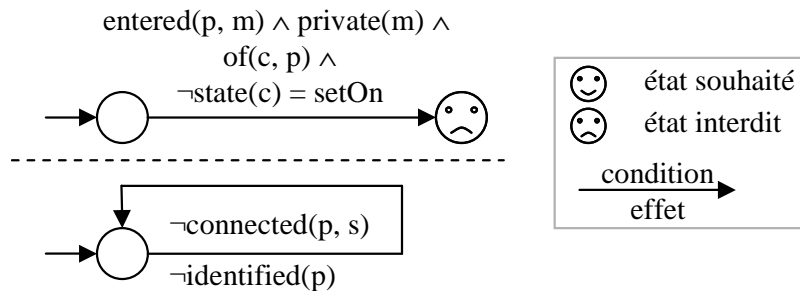 entered(p, m) ∧ private(m) ∧
of(c, p) ∧
¬state(c) = setOn
¬connected(p, s)
¬identified(p)
état souhaité
état interdit
condition
effet